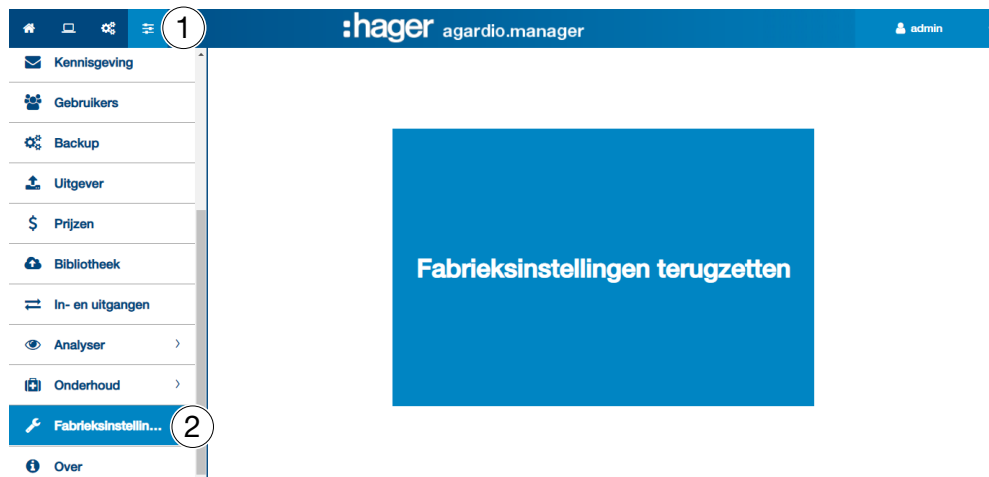 1
:hager agardio.manager
admin
Kennisgeving
Gebruikers
Backup
Uitgever
Prijzen
Bibliotheek
In- en uitgangen
Analyser
Onderhoud
Fabrieksinstellin...
2
Over
Fabrieksinstellingen terugzetten